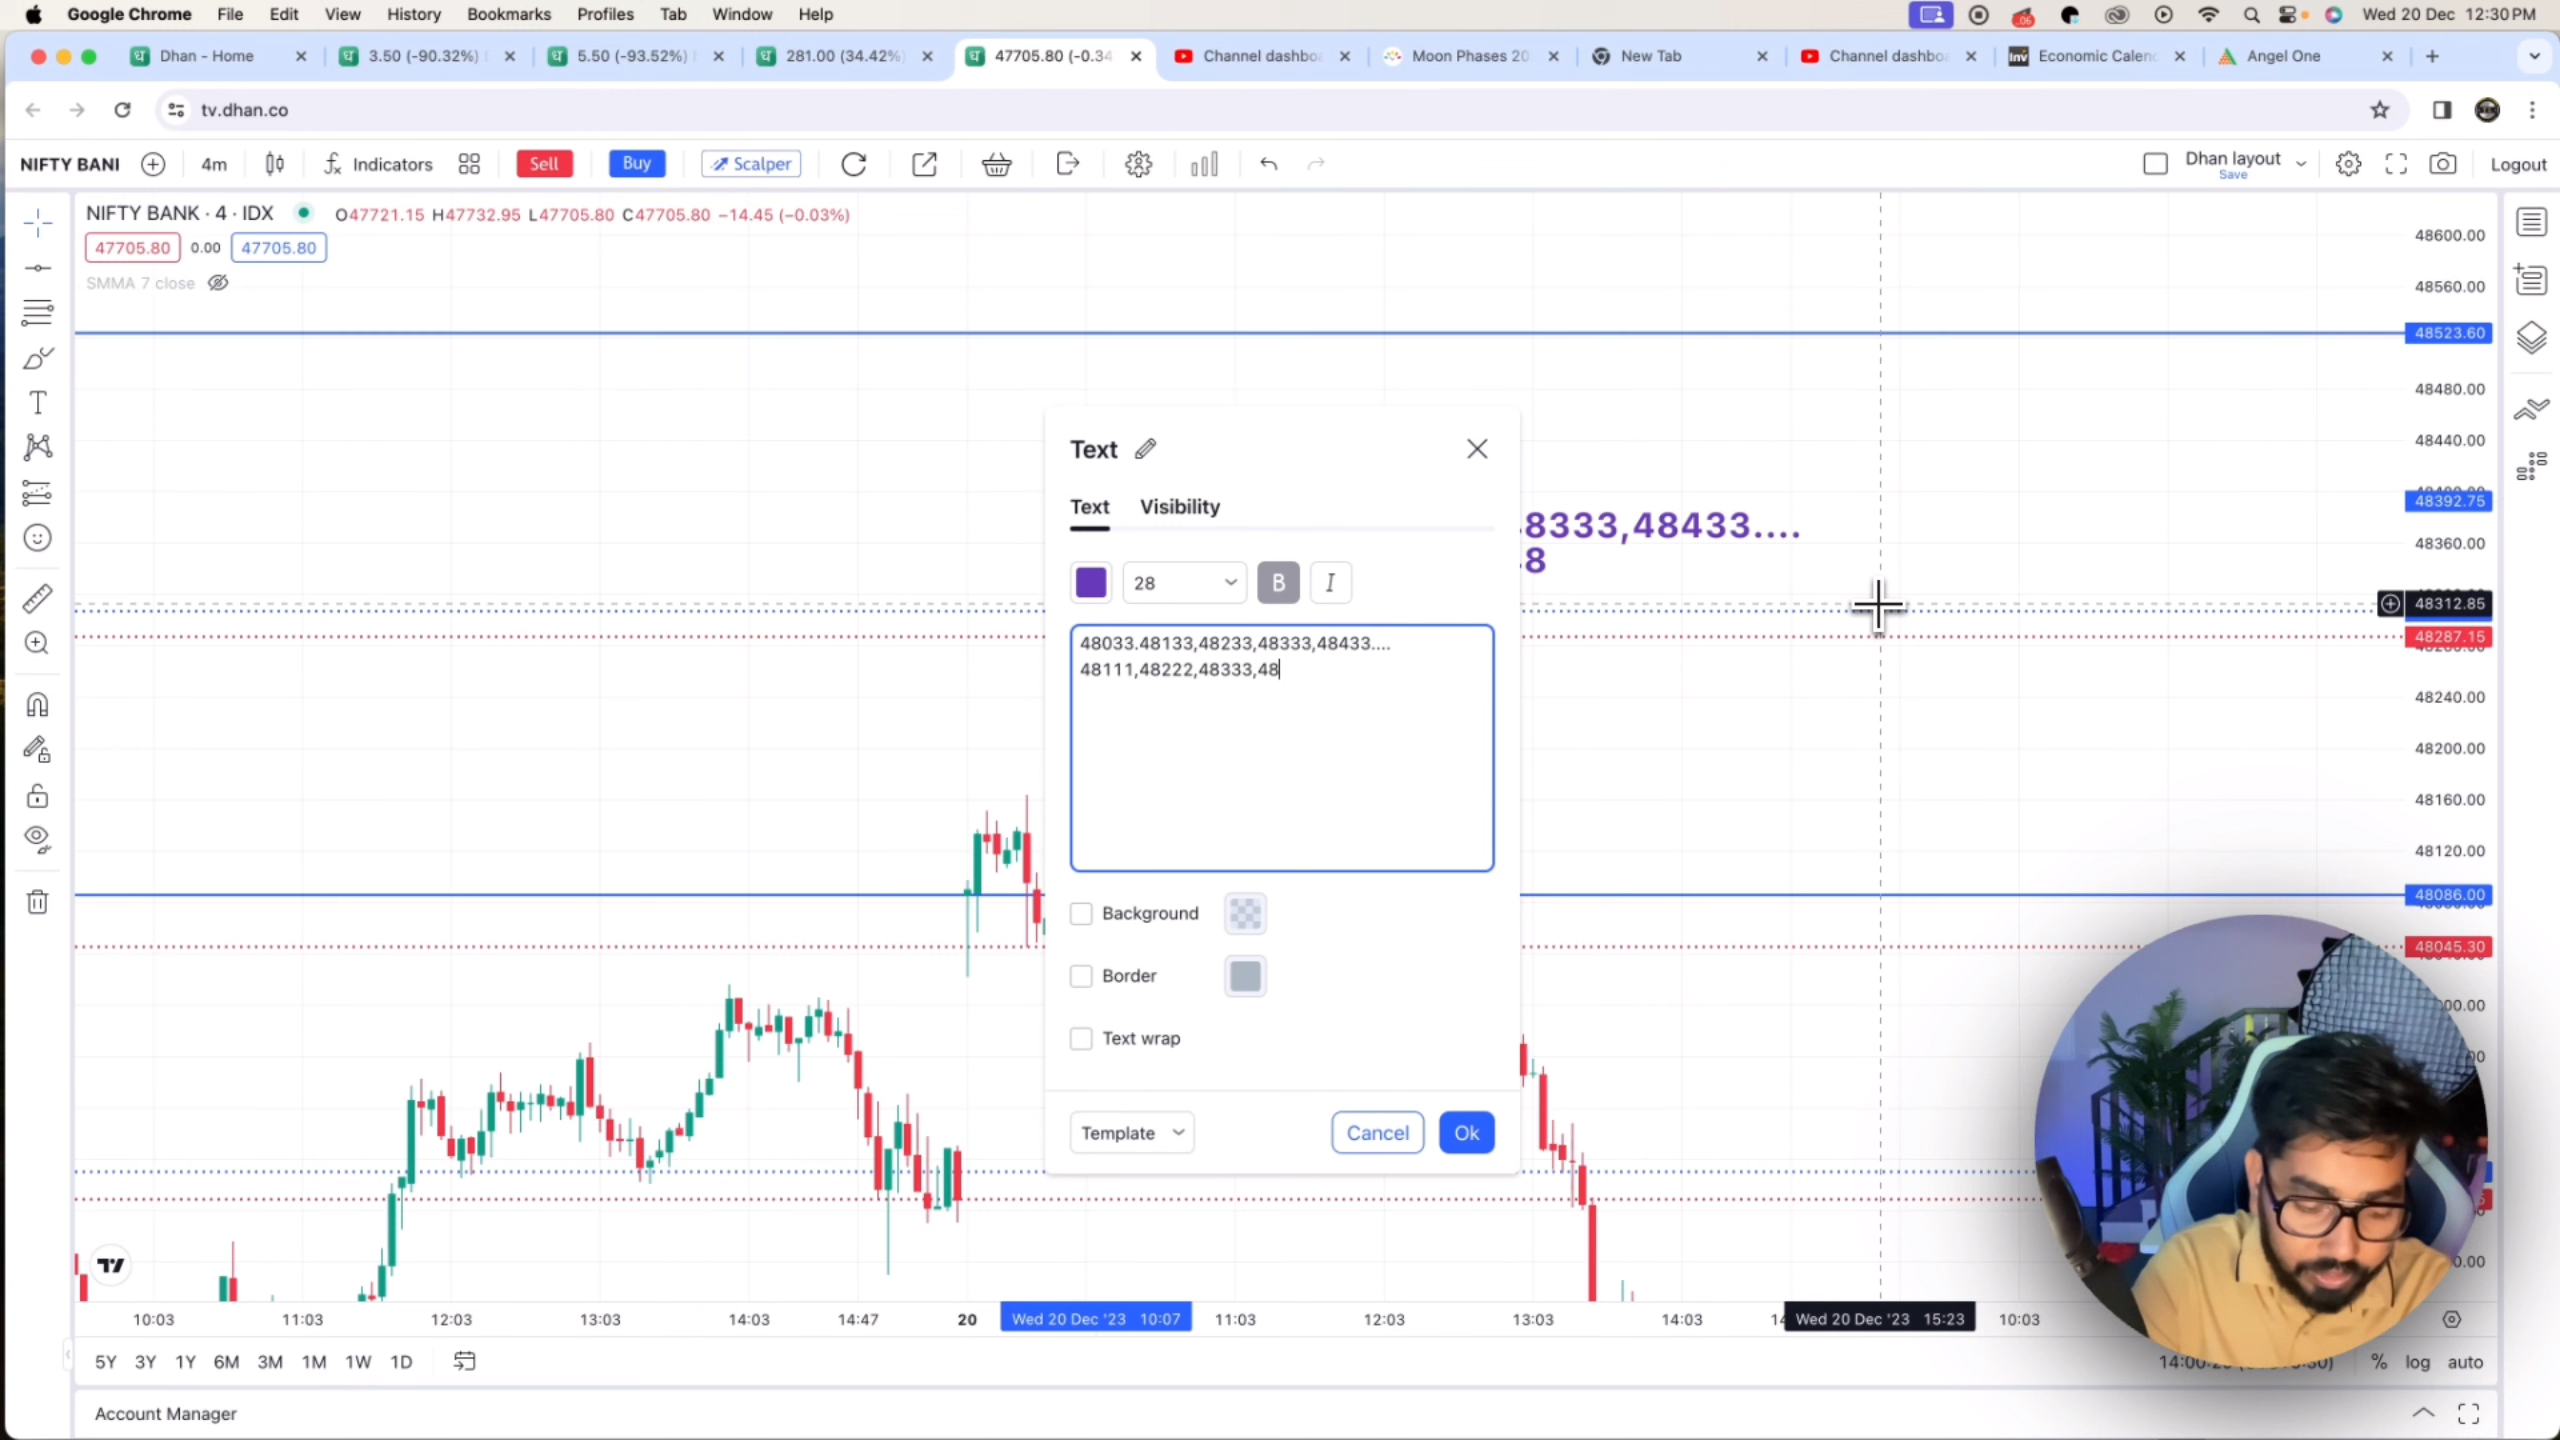 Google Chrome File Edit View History Bookmarks Profiles Tab Window Help Wed 20 Dec 12:30 PM
Dhan - Home 3.50 (-90.32%) 5.50 (-93.52%) 281.00 (34.42%) 47705.80 (-0.34 Channel dashbo Moon Phases 20 New Tab Channel dashbo Inv Economic Calen Angel One
tv.dhan.co
NIFTY BANI 4m Indicators Sell Buy Scalper Dhan layout Save Logout
NIFTY BANK · 4 · IDX O47721.15 H47732.95 L47705.80 C47705.80 −14.45 (−0.03%)
47705.80 0.00 47705.80
SMMA 7 close
48600.00
48560.00
48523.60
48480.00
48440.00
48392.75
48360.00
48312.85
48287.15
48240.00
48200.00
48160.00
48120.00
48086.00
48045.30
8333,48433....
8
Text
Text Visibility
28 B I
48033.48133,48233,48333,48433....
48111,48222,48333,48
Background
Border
Text wrap
Template Cancel Ok
10:03 11:03 12:03 13:03 14:03 14:47 20 Wed 20 Dec '23 10:07 11:03 12:03 13:03 14:03 Wed 20 Dec '23 15:23 10:03
5Y 3Y 1Y 6M 3M 1M 1W 1D % log auto
Account Manager